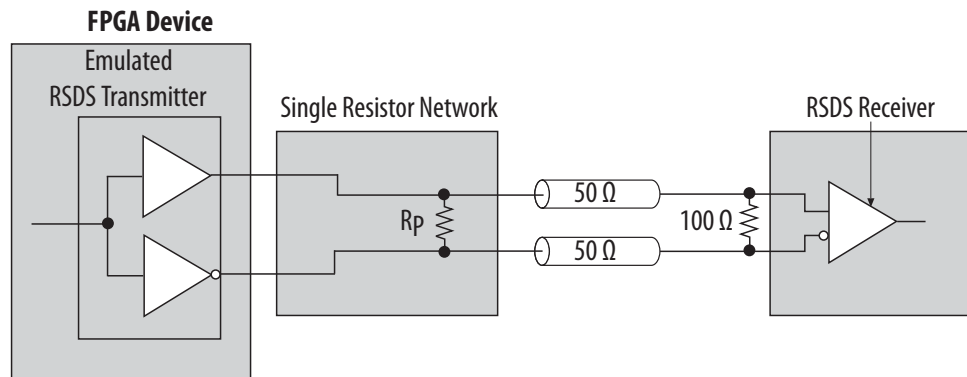 FPGA Device
Emulated
RSDS Transmitter
Single Resistor Network
RSDS Receiver
50 Ω
RP
100 Ω
50 Ω